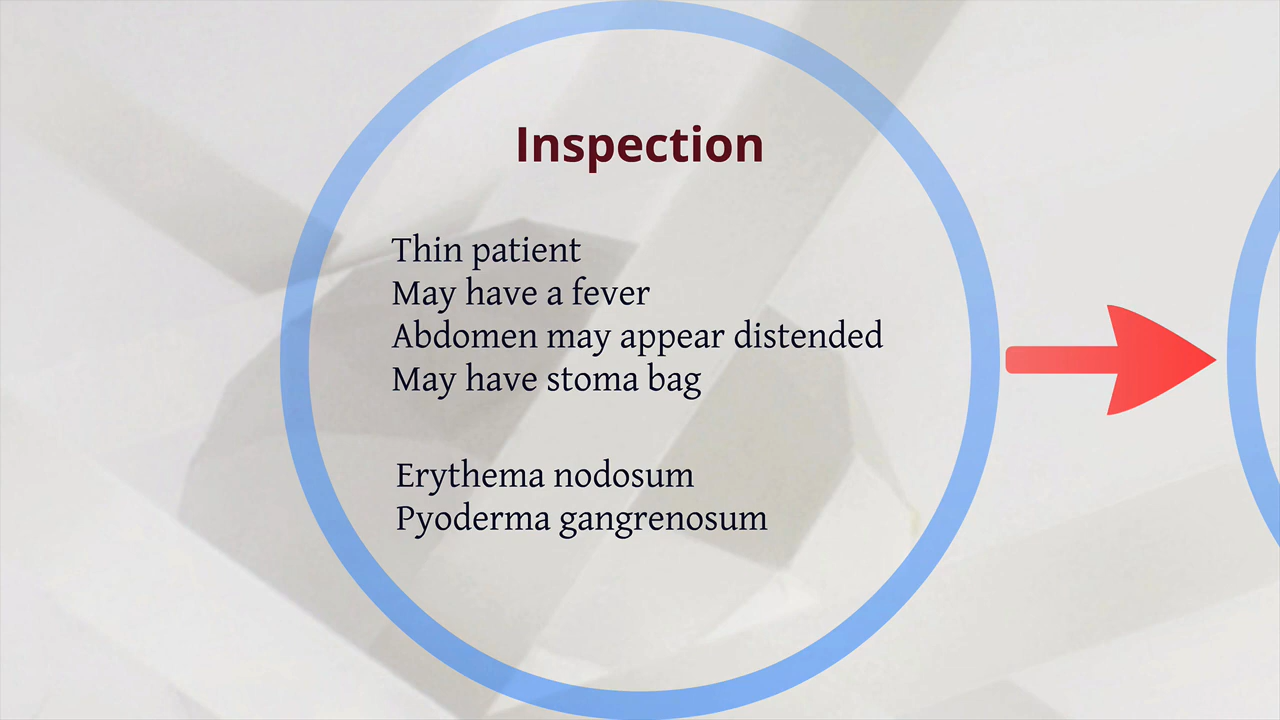 Inspection
Thin patient
May have a fever
Abdomen may appear distended
May have stoma bag
Erythema nodosum
Pyoderma gangrenosum